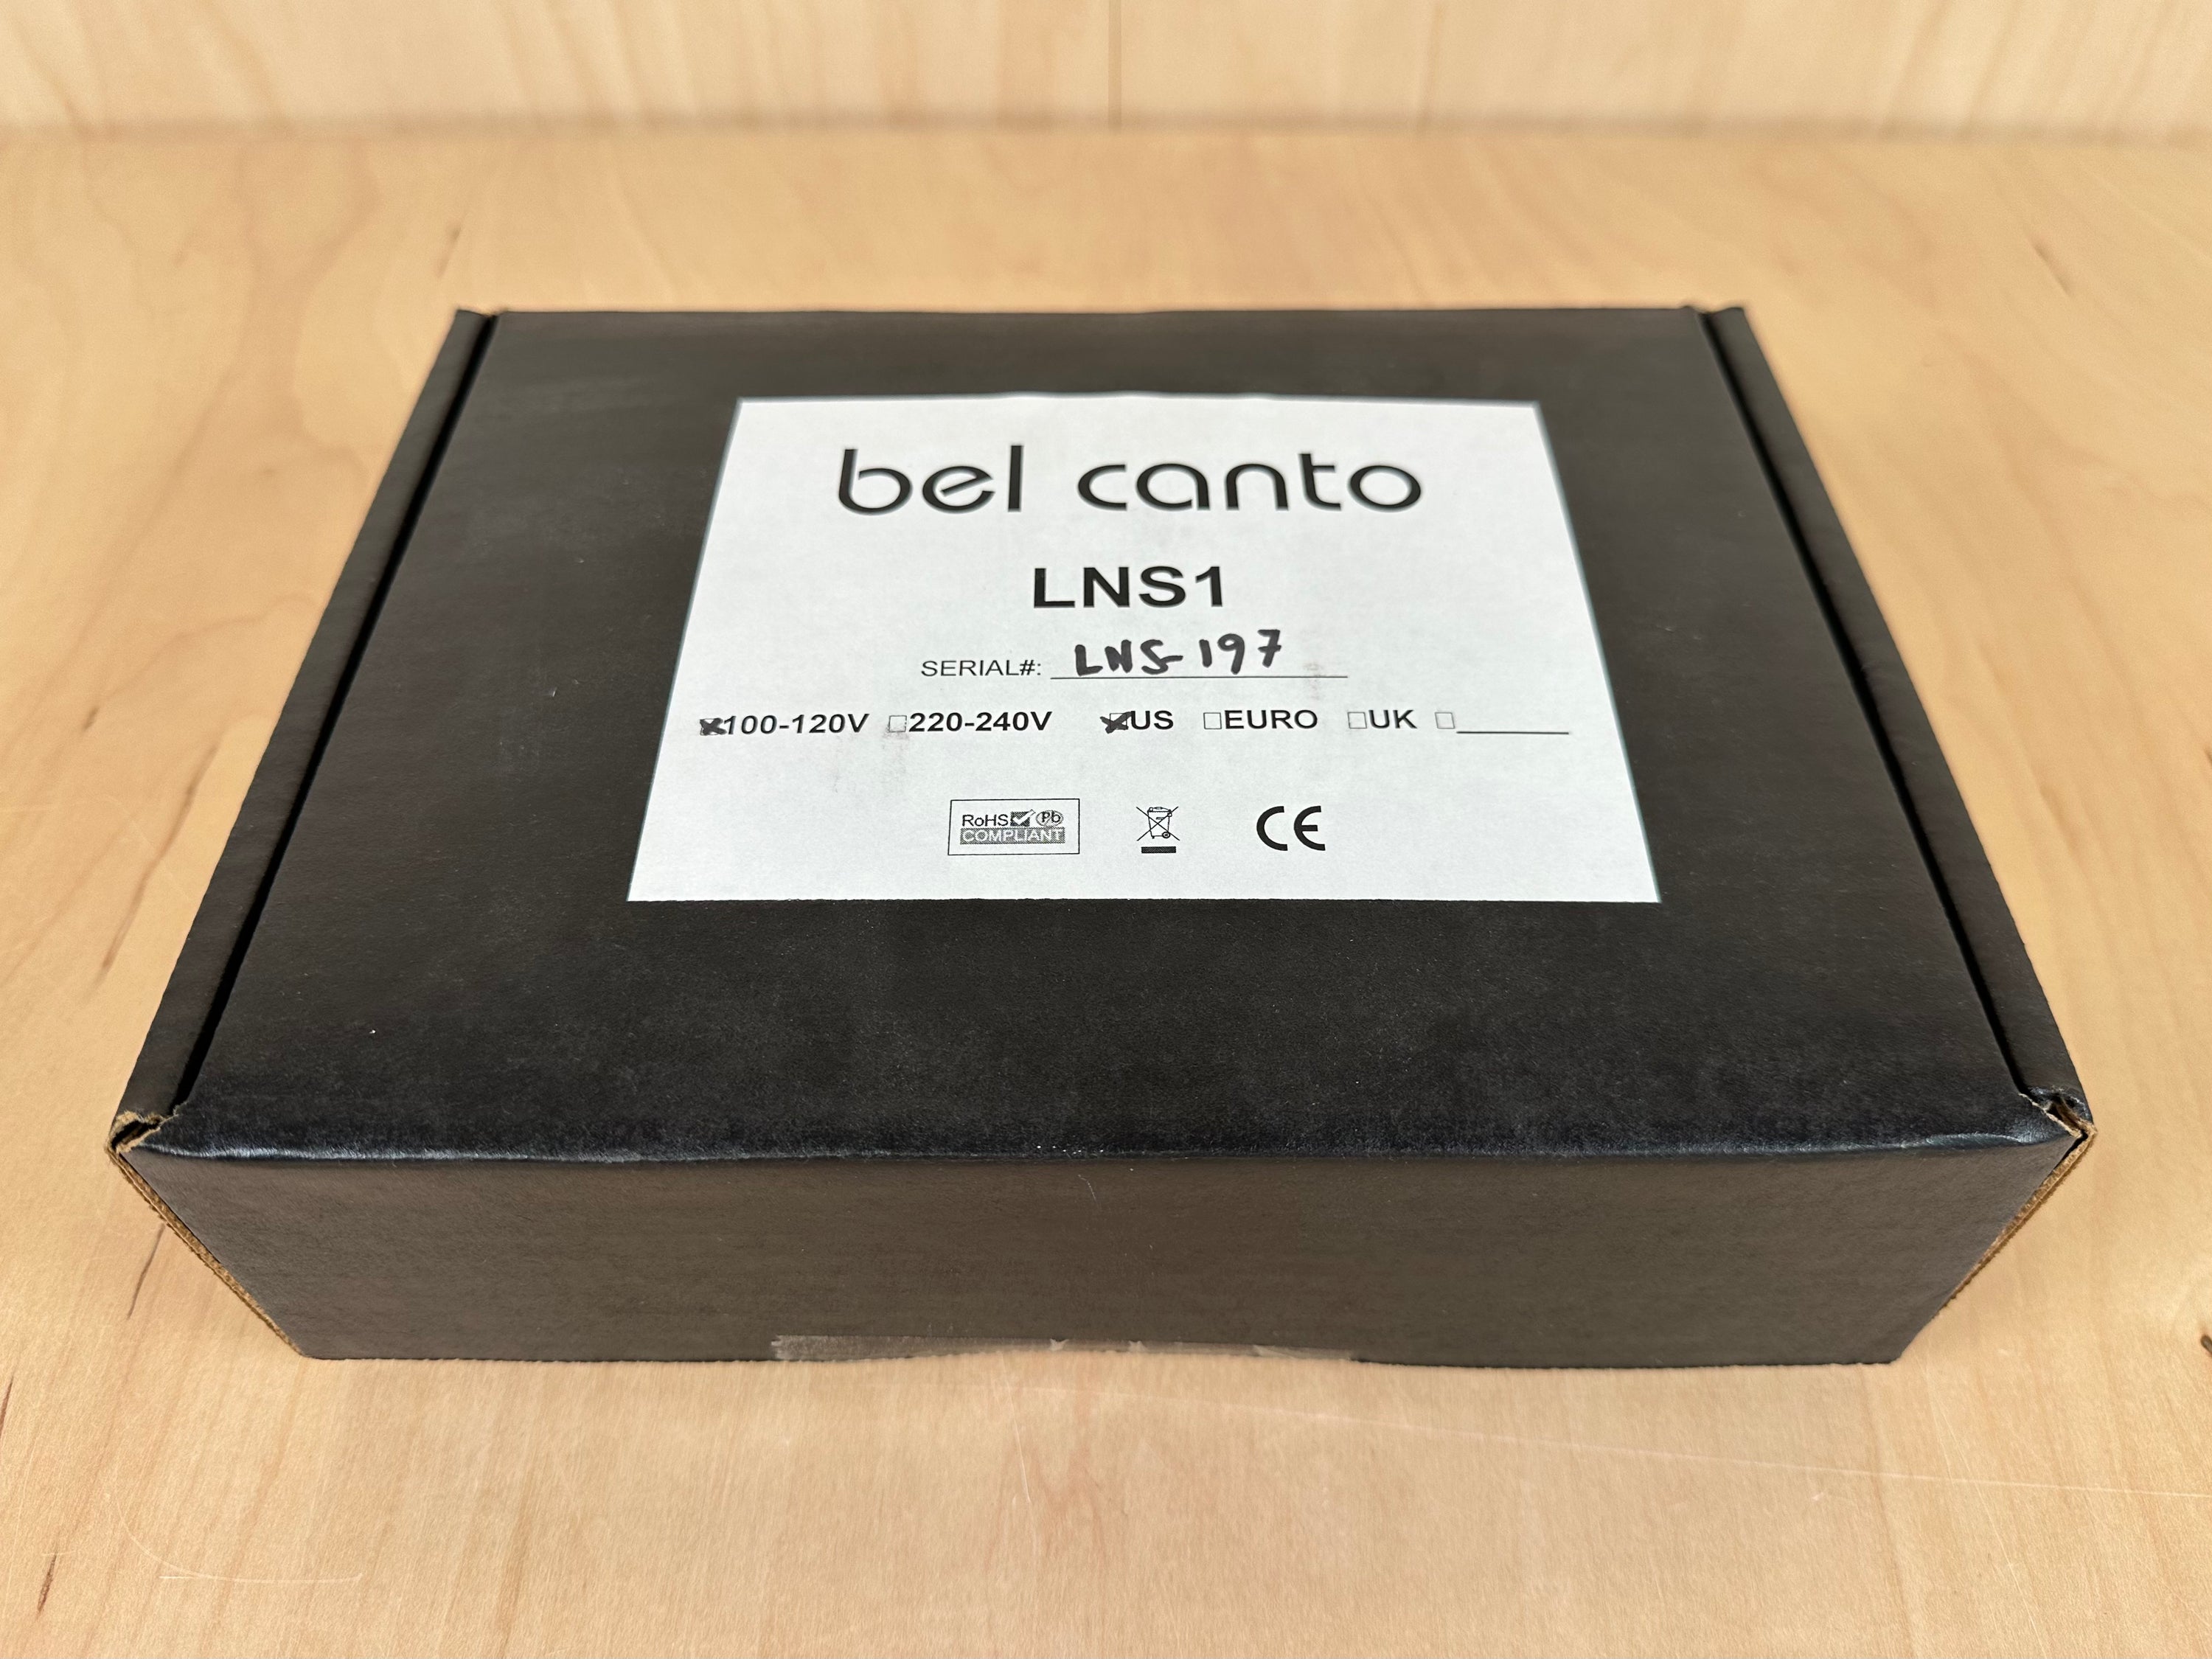 bel canto
LNS1
SERIAL#: LNS-197
100-120V 220-240V US EURO UK
RoHS Pb
COMPLIANT
CE